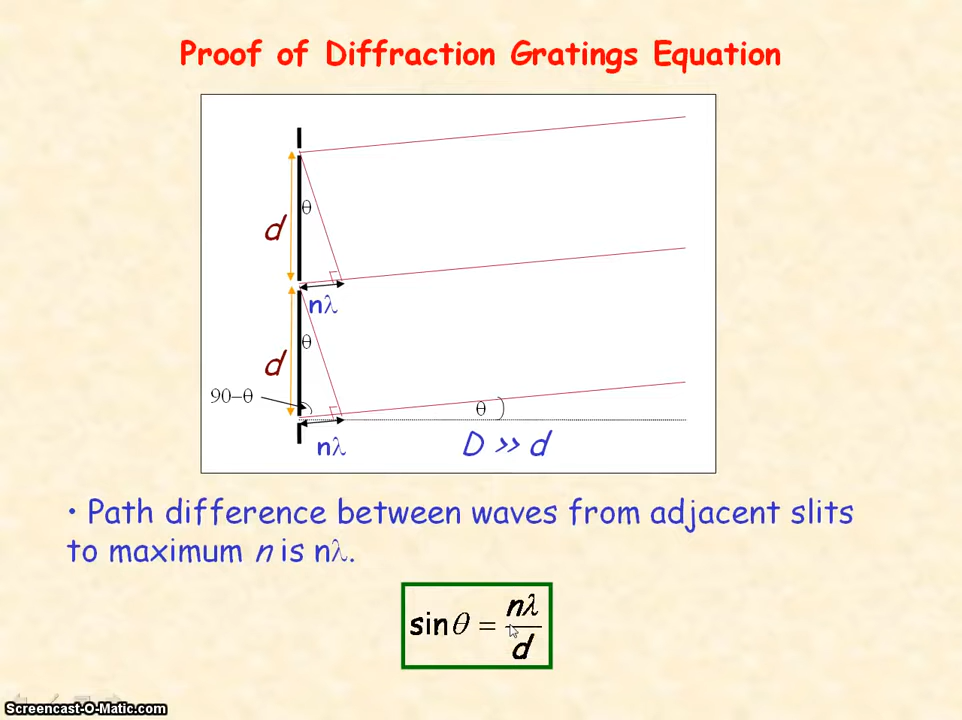 Proof of Diffraction Gratings Equation
θ
d
nλ
θ
d
90–θ
θ
nλ
D >> d
• Path difference between waves from adjacent slits
to maximum n is nλ.
sin θ = nλ / d
Screencast-O-Matic.com